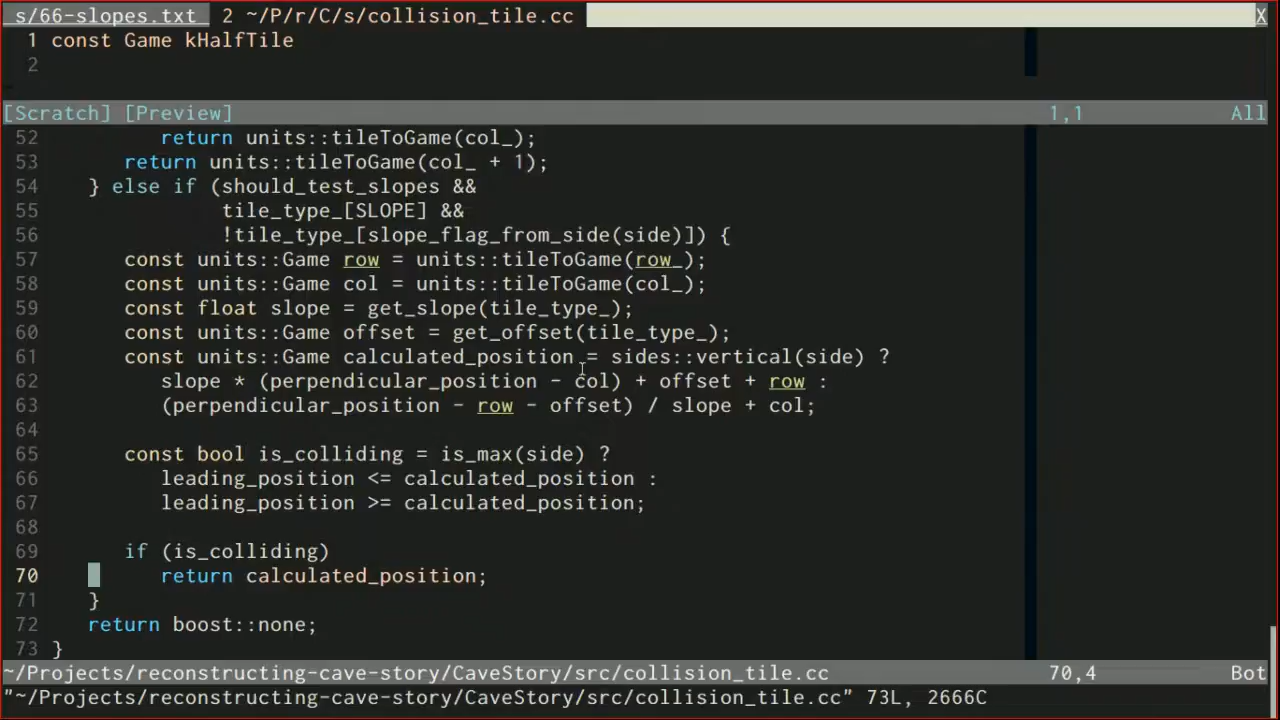 s/66-slopes.txt  2 ~/P/r/C/s/collision_tile.cc X
1 const Game kHalfTile
2
[Scratch] [Preview] 1,1 All
52 return units::tileToGame(col_);
53 return units::tileToGame(col_ + 1);
54 } else if (should_test_slopes &&
55 tile_type_[SLOPE] &&
56 !tile_type_[slope_flag_from_side(side)]) {
57 const units::Game row = units::tileToGame(row_);
58 const units::Game col = units::tileToGame(col_);
59 const float slope = get_slope(tile_type_);
60 const units::Game offset = get_offset(tile_type_);
61 const units::Game calculated_position = sides::vertical(side) ?
62 slope * (perpendicular_position - col) + offset + row :
63 (perpendicular_position - row - offset) / slope + col;
64
65 const bool is_colliding = is_max(side) ?
66 leading_position <= calculated_position :
67 leading_position >= calculated_position;
68
69 if (is_colliding)
70 return calculated_position;
71 }
72 return boost::none;
73 }
~/Projects/reconstructing-cave-story/CaveStory/src/collision_tile.cc 70,4 Bot
"~/Projects/reconstructing-cave-story/CaveStory/src/collision_tile.cc" 73L, 2666C